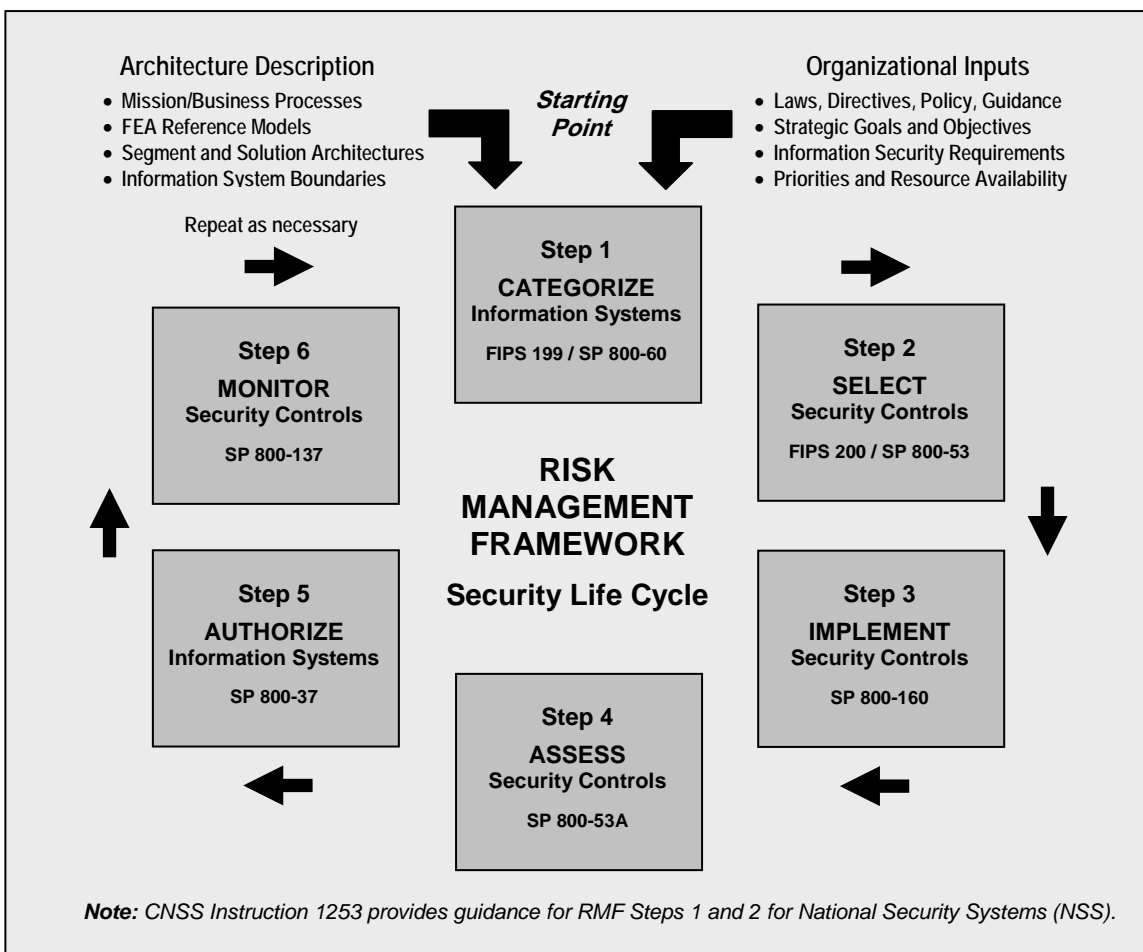 Architecture Description
• Mission/Business Processes
• FEA Reference Models
• Segment and Solution Architectures
• Information System Boundaries
Starting
Point
Organizational Inputs
• Laws, Directives, Policy, Guidance
• Strategic Goals and Objectives
• Information Security Requirements
• Priorities and Resource Availability
Repeat as necessary
Step 1
CATEGORIZE
Information Systems
FIPS 199 / SP 800-60
Step 2
SELECT
Security Controls
FIPS 200 / SP 800-53
Step 3
IMPLEMENT
Security Controls
SP 800-160
Step 4
ASSESS
Security Controls
SP 800-53A
Step 5
AUTHORIZE
Information Systems
SP 800-37
Step 6
MONITOR
Security Controls
SP 800-137
RISK
MANAGEMENT
FRAMEWORK
Security Life Cycle
Note: CNSS Instruction 1253 provides guidance for RMF Steps 1 and 2 for National Security Systems (NSS).